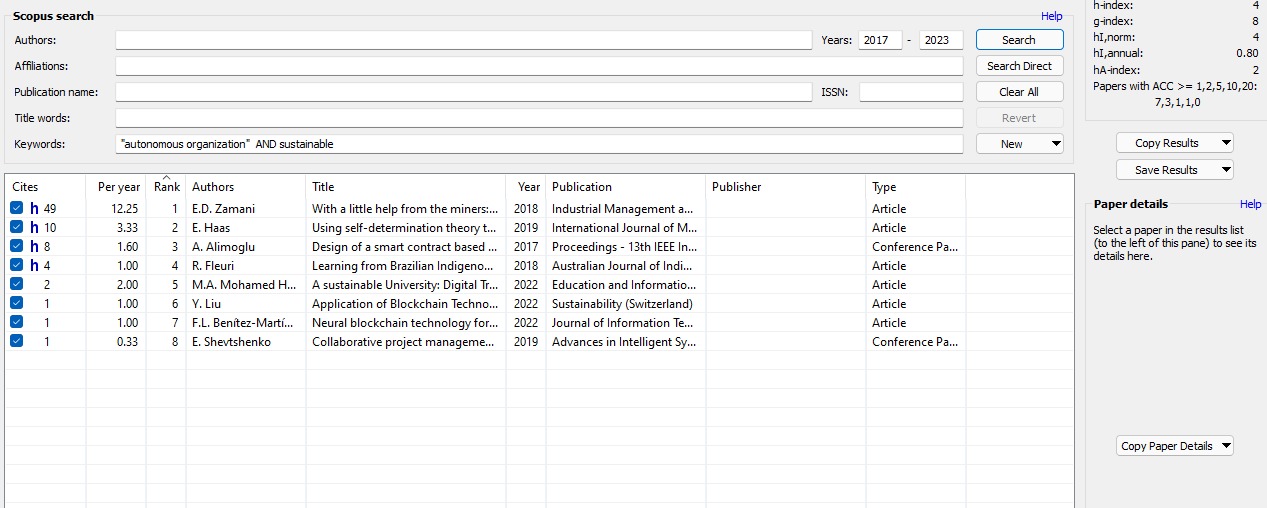 Scopus search Help
Authors: Years: 2017 - 2023 Search
Affiliations: Search Direct
Publication name: ISSN: Clear All
Title words: Revert
Keywords: "autonomous organization" AND sustainable New
Cites Per year Rank Authors Title Year Publication Publisher Type
h 49 12.25 1 E.D. Zamani With a little help from the miners:... 2018 Industrial Management a... Article
h 10 3.33 2 E. Haas Using self-determination theory t... 2019 International Journal of M... Article
h 8 1.60 3 A. Alimoglu Design of a smart contract based ... 2017 Proceedings - 13th IEEE In... Conference Pa...
h 4 1.00 4 R. Fleuri Learning from Brazilian Indigeno... 2018 Australian Journal of Indi... Article
2 2.00 5 M.A. Mohamed H... A sustainable University: Digital Tr... 2022 Education and Informatio... Article
1 1.00 6 Y. Liu Application of Blockchain Techno... 2022 Sustainability (Switzerland) Article
1 1.00 7 F.L. Benítez-Martí... Neural blockchain technology for... 2022 Journal of Information Te... Article
1 0.33 8 E. Shevtshenko Collaborative project manageme... 2019 Advances in Intelligent Sy... Conference Pa...
h-index: 4
g-index: 8
hI,norm: 4
hI,annual: 0.80
hA-index: 2
Papers with ACC >= 1,2,5,10,20:
7,3,1,1,0
Copy Results
Save Results
Paper details Help
Select a paper in the results list
(to the left of this pane) to see its
details here.
Copy Paper Details